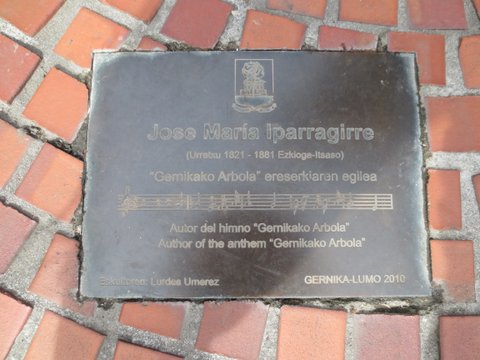 Jose Maria Iparragirre
(Urretxu 1821 - 1881 Ezkioga-Itsaso)
"Gernikako Arbola" ereserkiaren egilea
Autor del himno "Gernikako Arbola"
Author of the anthem "Gernikako Arbola"
Eskultoren: Lurdes Umerez GERNIKA-LUMO 2010